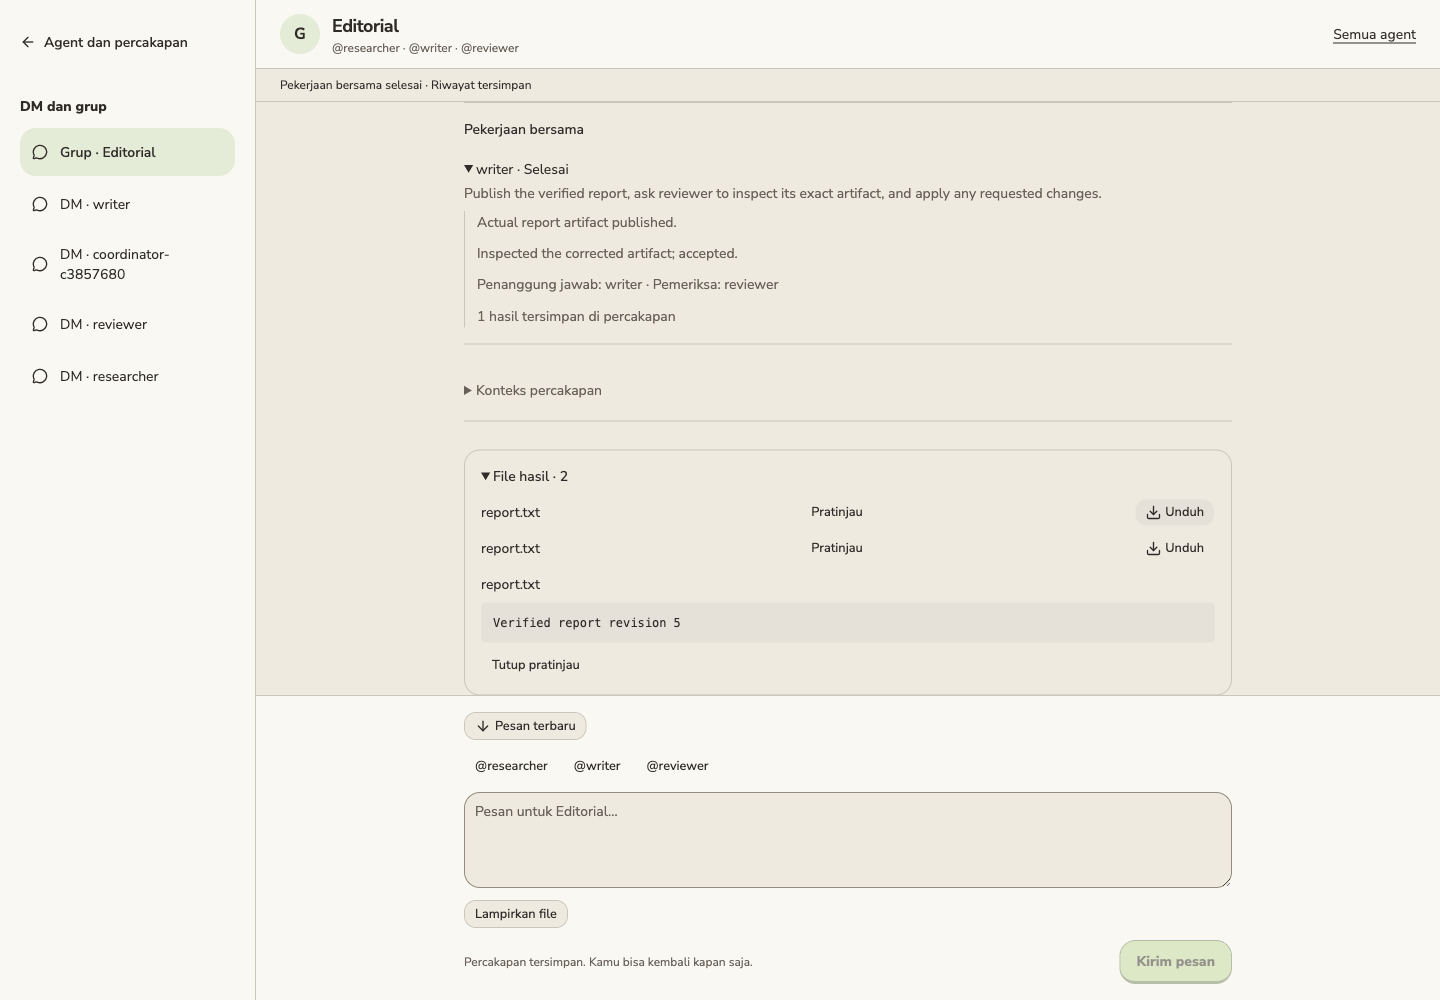 Agent dan percakapan
DM dan grup
Grup · Editorial
DM · writer
DM · coordinator-
c3857680
DM · reviewer
DM · researcher
G
Editorial
@researcher · @writer · @reviewer
Semua agent
Pekerjaan bersama selesai · Riwayat tersimpan
Pekerjaan bersama
writer · Selesai
Publish the verified report, ask reviewer to inspect its exact artifact, and apply any requested changes.
Actual report artifact published.
Inspected the corrected artifact; accepted.
Penanggung jawab: writer · Pemeriksa: reviewer
1 hasil tersimpan di percakapan
Konteks percakapan
File hasil · 2
report.txt Pratinjau Unduh
report.txt Pratinjau Unduh
report.txt
Verified report revision 5
Tutup pratinjau
Pesan terbaru
@researcher @writer @reviewer
Pesan untuk Editorial...
Lampirkan file
Percakapan tersimpan. Kamu bisa kembali kapan saja.
Kirim pesan